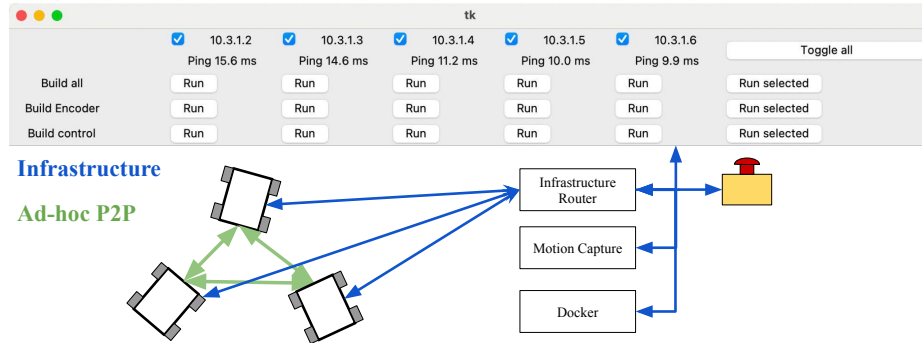 tk
10.3.1.2 10.3.1.3 10.3.1.4 10.3.1.5 10.3.1.6 Toggle all
Ping 15.6 ms Ping 14.6 ms Ping 11.2 ms Ping 10.0 ms Ping 9.9 ms
Build all Run Run Run Run Run Run selected
Build Encoder Run Run Run Run Run Run selected
Build control Run Run Run Run Run Run selected
Infrastructure
Ad-hoc P2P
Infrastructure
Router
Motion Capture
Docker